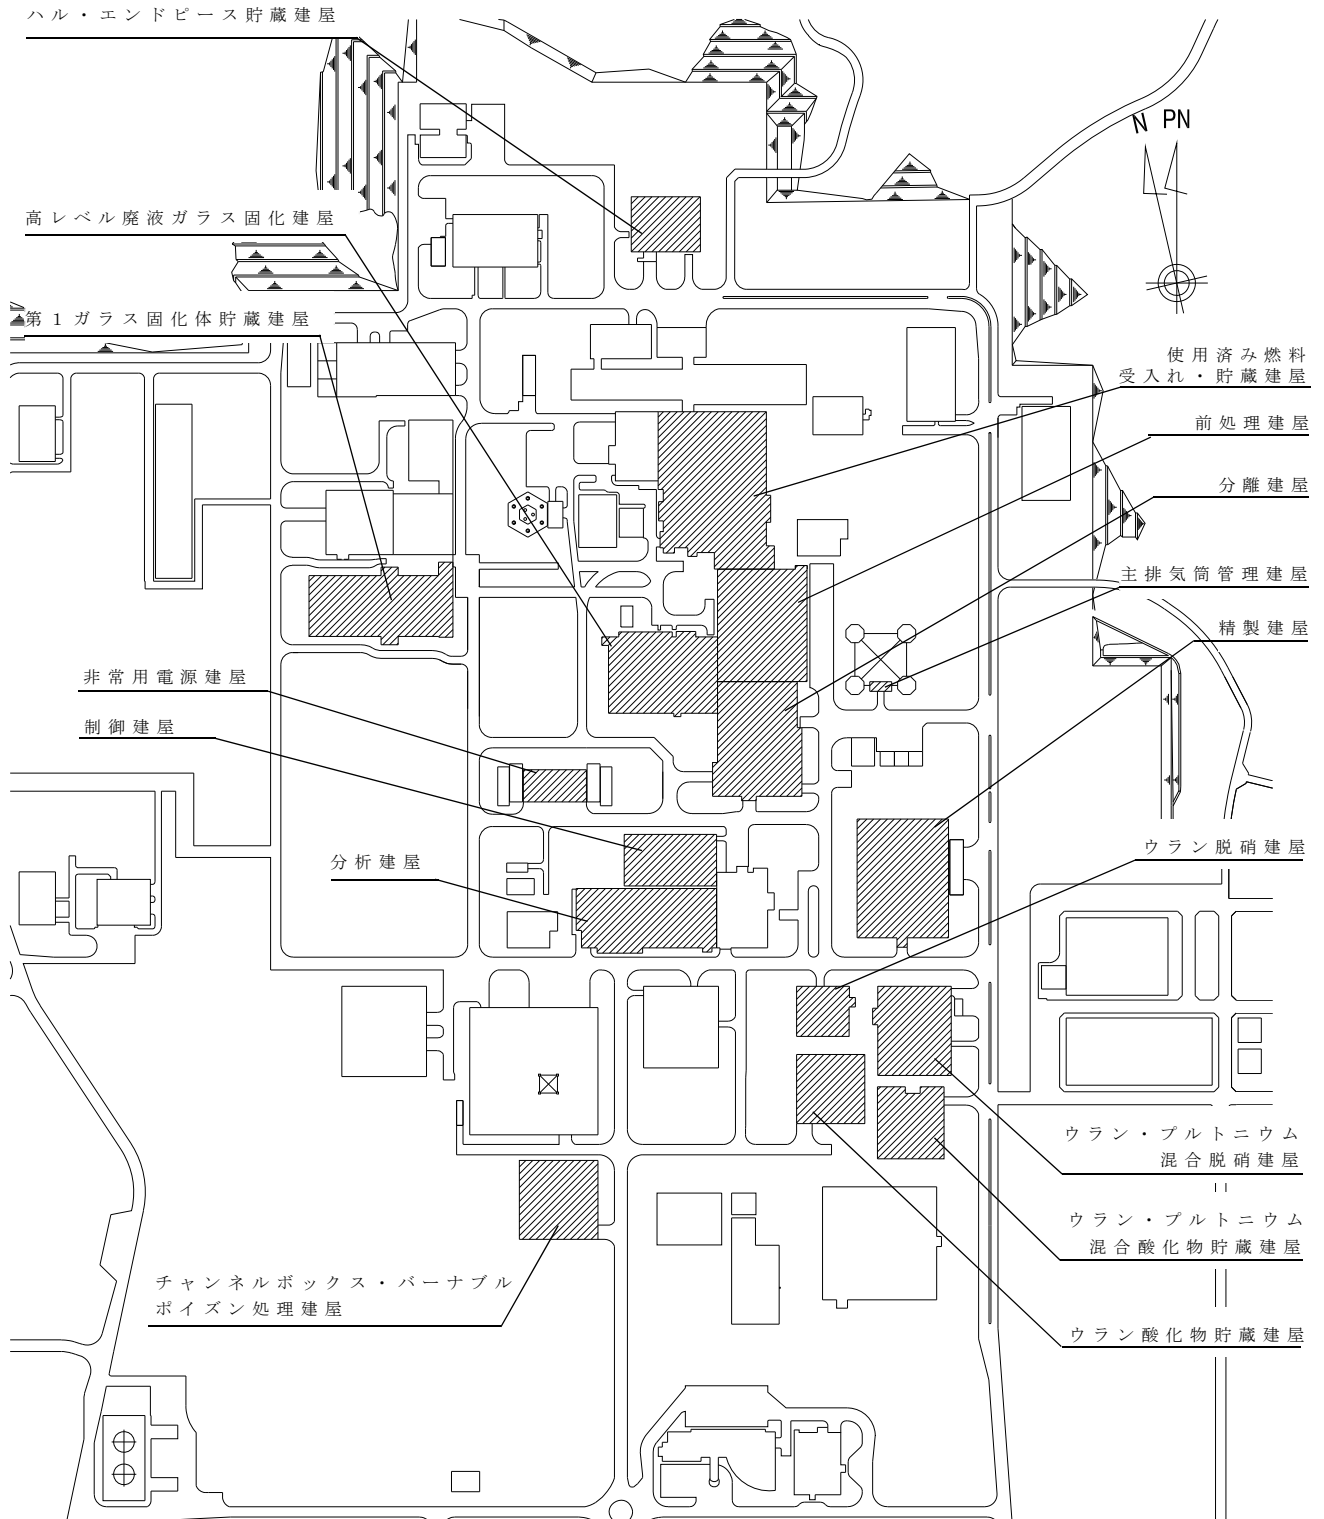 ハル・エンドピース貯蔵建屋
N PN
高レベル廃液ガラス固化建屋
第1ガラス固化体貯蔵建屋
使用済み燃料
受入れ・貯蔵建屋
前処理建屋
分離建屋
主排気筒管理建屋
精製建屋
非常用電源建屋
制御建屋
分析建屋
ウラン脱硝建屋
ウラン・プルトニウム
混合脱硝建屋
ウラン・プルトニウム
混合酸化物貯蔵建屋
チャンネルボックス・バーナブル
ポイズン処理建屋
ウラン酸化物貯蔵建屋